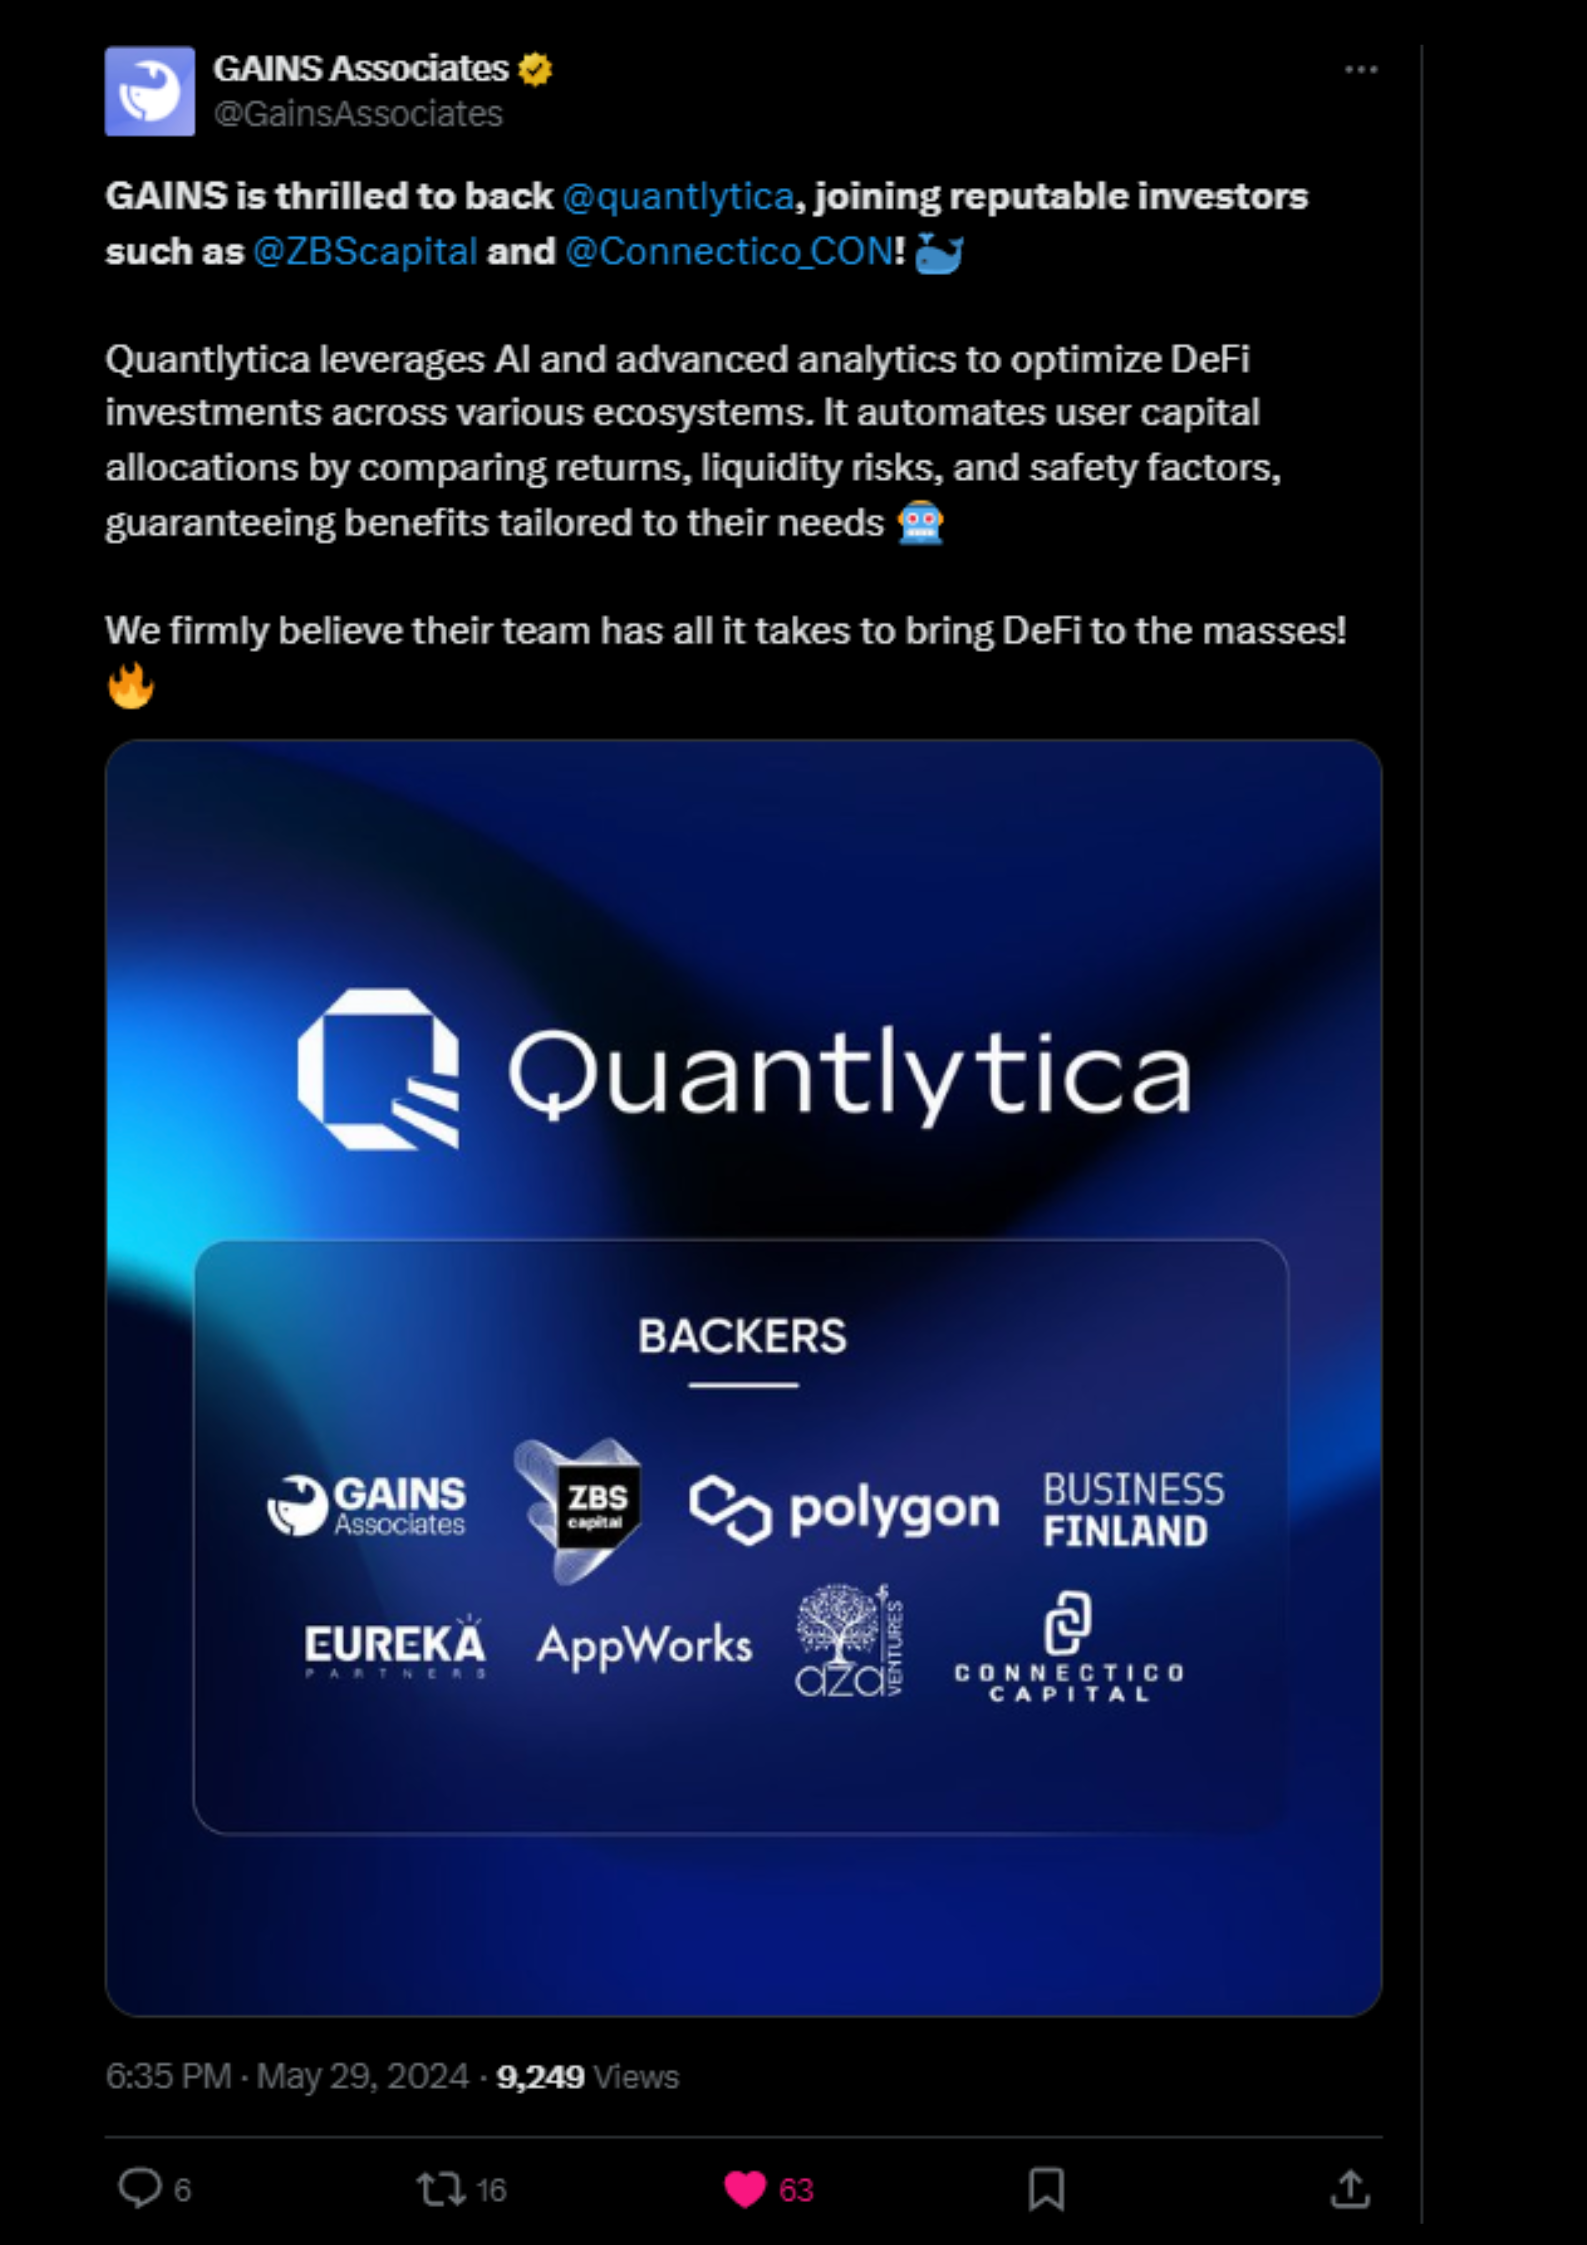 GAINS Associates
@GainsAssociates
GAINS is thrilled to back @quantlytica, joining reputable investors
such as @ZBScapital and @Connectico_CON! 🐳
Quantlytica leverages AI and advanced analytics to optimize DeFi
investments across various ecosystems. It automates user capital
allocations by comparing returns, liquidity risks, and safety factors,
guaranteeing benefits tailored to their needs 🤖
We firmly believe their team has all it takes to bring DeFi to the masses!
🔥
Quantlytica
BACKERS
GAINS
Associates
ZBS
capital
polygon
BUSINESS
FINLAND
EUREKA
PARTNERS
AppWorks
aza
VENTURES
CONNECTICO
CAPITAL
6:35 PM · May 29, 2024 · 9,249 Views
6 16 63